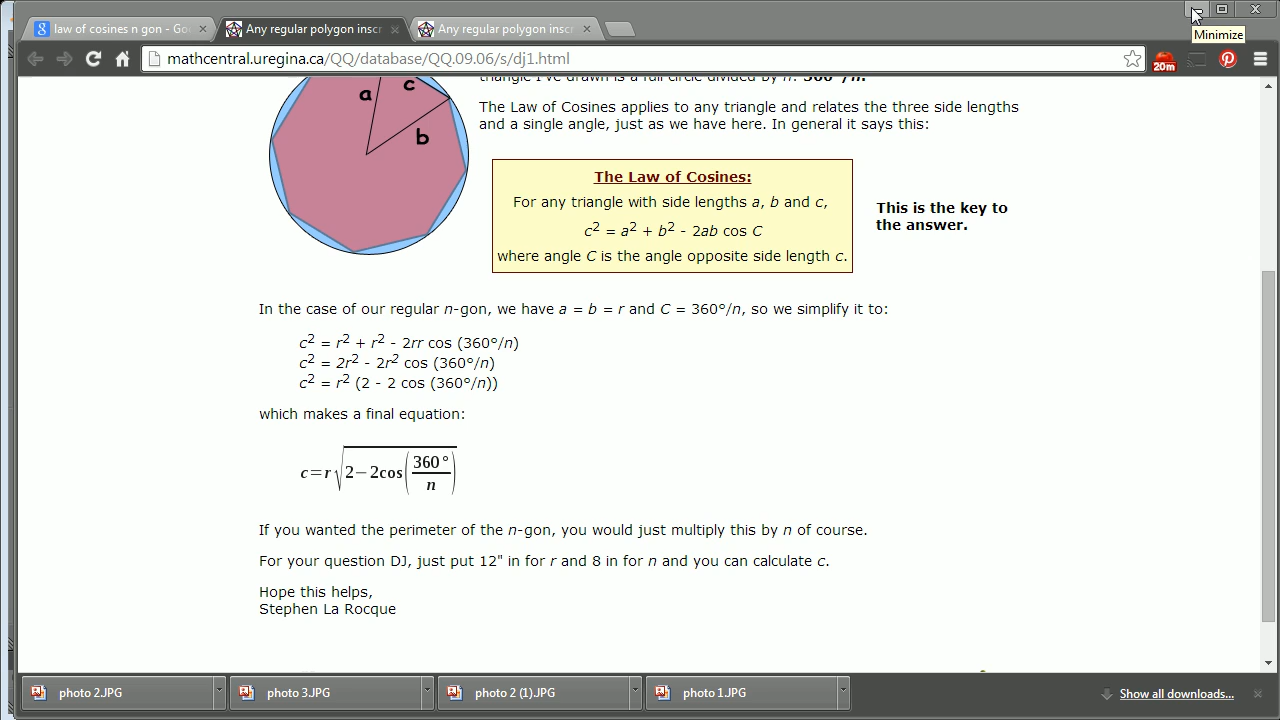 Minimize
law of cosines n gon - Go
Any regular polygon inscr
Any regular polygon inscr
mathcentral.uregina.ca/QQ/database/QQ.09.06/s/dj1.html
20m
triangle I've drawn is a full circle divided by n: 360°/n.
a
c
b
The Law of Cosines applies to any triangle and relates the three side lengths
and a single angle, just as we have here. In general it says this:
The Law of Cosines:
For any triangle with side lengths a, b and c,
c² = a² + b² - 2ab cos C
where angle C is the angle opposite side length c.
This is the key to
the answer.
In the case of our regular n-gon, we have a = b = r and C = 360°/n, so we simplify it to:
c² = r² + r² - 2rr cos (360°/n)
c² = 2r² - 2r² cos (360°/n)
c² = r² (2 - 2 cos (360°/n))
which makes a final equation:
c=r√(2−2cos(360°/n))
If you wanted the perimeter of the n-gon, you would just multiply this by n of course.
For your question DJ, just put 12" in for r and 8 in for n and you can calculate c.
Hope this helps,
Stephen La Rocque
photo 2.JPG
photo 3.JPG
photo 2 (1).JPG
photo 1.JPG
Show all downloads...